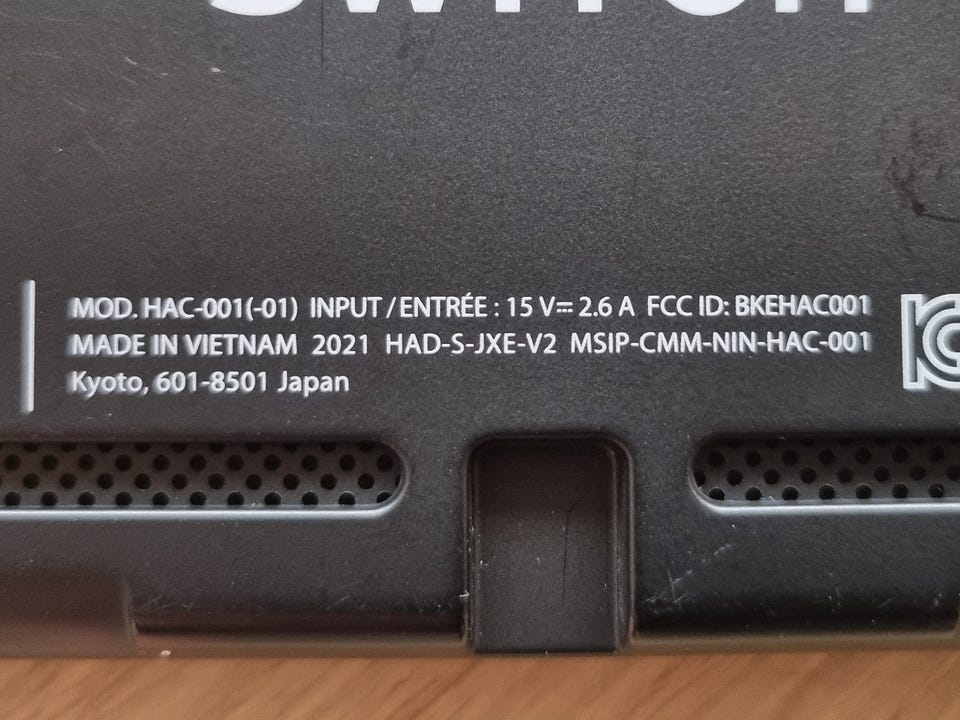 SWITCH
MOD. HAC-001(-01) INPUT / ENTRÉE : 15 V⎓ 2.6 A FCC ID: BKEHAC001
MADE IN VIETNAM 2021 HAD-S-JXE-V2 MSIP-CMM-NIN-HAC-001
Kyoto, 601-8501 Japan